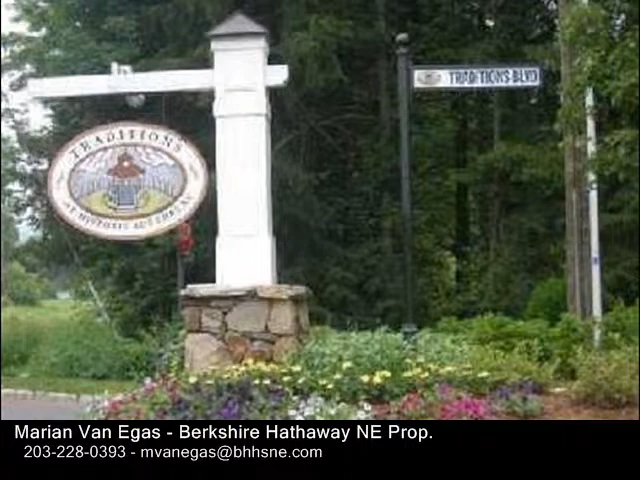 TRADITIONS
TRADITIONS BLVD
Marian Van Egas - Berkshire Hathaway NE Prop.
203-228-0393 - mvanegas@bhhsne.com